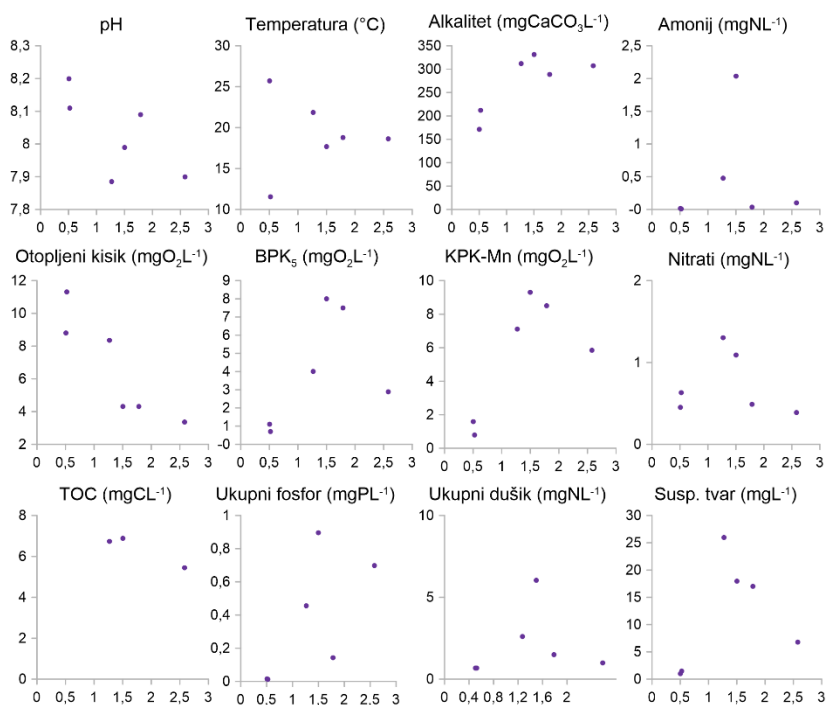 pH
8,3
8,2
8,1
8
7,9
7,8
0 0,5 1 1,5 2 2,5 3
Temperatura (°C)
30
25
20
15
10
0 0,5 1 1,5 2 2,5 3
Alkalitet (mgCaCO₃L⁻¹)
350
300
250
200
150
100
50
0
0 0,5 1 1,5 2 2,5 3
Amonij (mgNL⁻¹)
2,5
2
1,5
1
0,5
-0
0 0,5 1 1,5 2 2,5 3
Otopljeni kisik (mgO₂L⁻¹)
12
10
8
6
4
2
0 0,5 1 1,5 2 2,5 3
BPK₅ (mgO₂L⁻¹)
9
8
7
6
5
4
3
2
1
-0
0 0,5 1 1,5 2 2,5 3
KPK-Mn (mgO₂L⁻¹)
10
8
6
4
2
0
0 0,5 1 1,5 2 2,5 3
Nitrati (mgNL⁻¹)
2
1
0
0 0,5 1 1,5 2 2,5 3
TOC (mgCL⁻¹)
8
6
4
2
0
0 0,5 1 1,5 2 2,5 3
Ukupni fosfor (mgPL⁻¹)
1
0,8
0,6
0,4
0,2
0
0 0,5 1 1,5 2 2,5 3
Ukupni dušik (mgNL⁻¹)
10
5
0
0 0,4 0,8 1,2 1,6 2
Susp. tvar (mgL⁻¹)
30
25
20
15
10
5
0
0 0,5 1 1,5 2 2,5 3